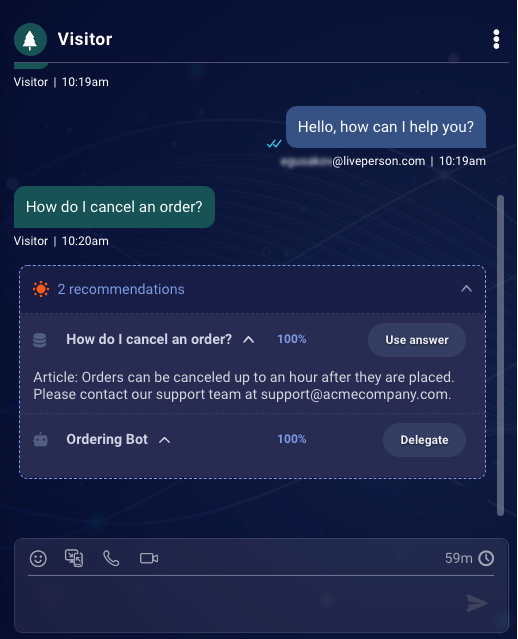 Visitor
Visitor | 10:19am
Hello, how can I help you?
@liveperson.com | 10:19am
How do I cancel an order?
Visitor | 10:20am
2 recommendations
How do I cancel an order? 100% Use answer
Article: Orders can be canceled up to an hour after they are placed.
Please contact our support team at support@acmecompany.com.
Ordering Bot 100% Delegate
59m